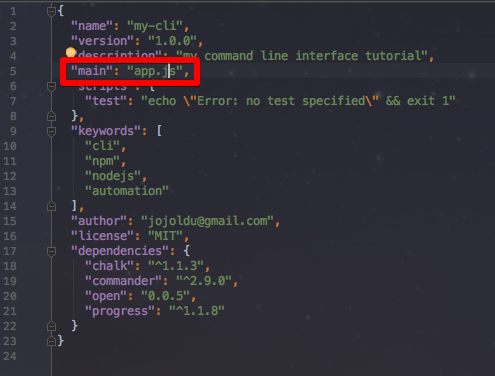 1 {
2 "name": "my-cli",
3 "version": "1.0.0",
4 "description": "my command line interface tutorial",
5 "main": "app.js",
6 "scripts": {
7 "test": "echo \"Error: no test specified\" && exit 1"
8 },
9 "keywords": [
10 "cli",
11 "npm",
12 "nodejs",
13 "automation"
14 ],
15 "author": "jojoldu@gmail.com",
16 "license": "MIT",
17 "dependencies": {
18 "chalk": "^1.1.3",
19 "commander": "^2.9.0",
20 "open": "0.0.5",
21 "progress": "^1.1.8"
22 }
23 }
24